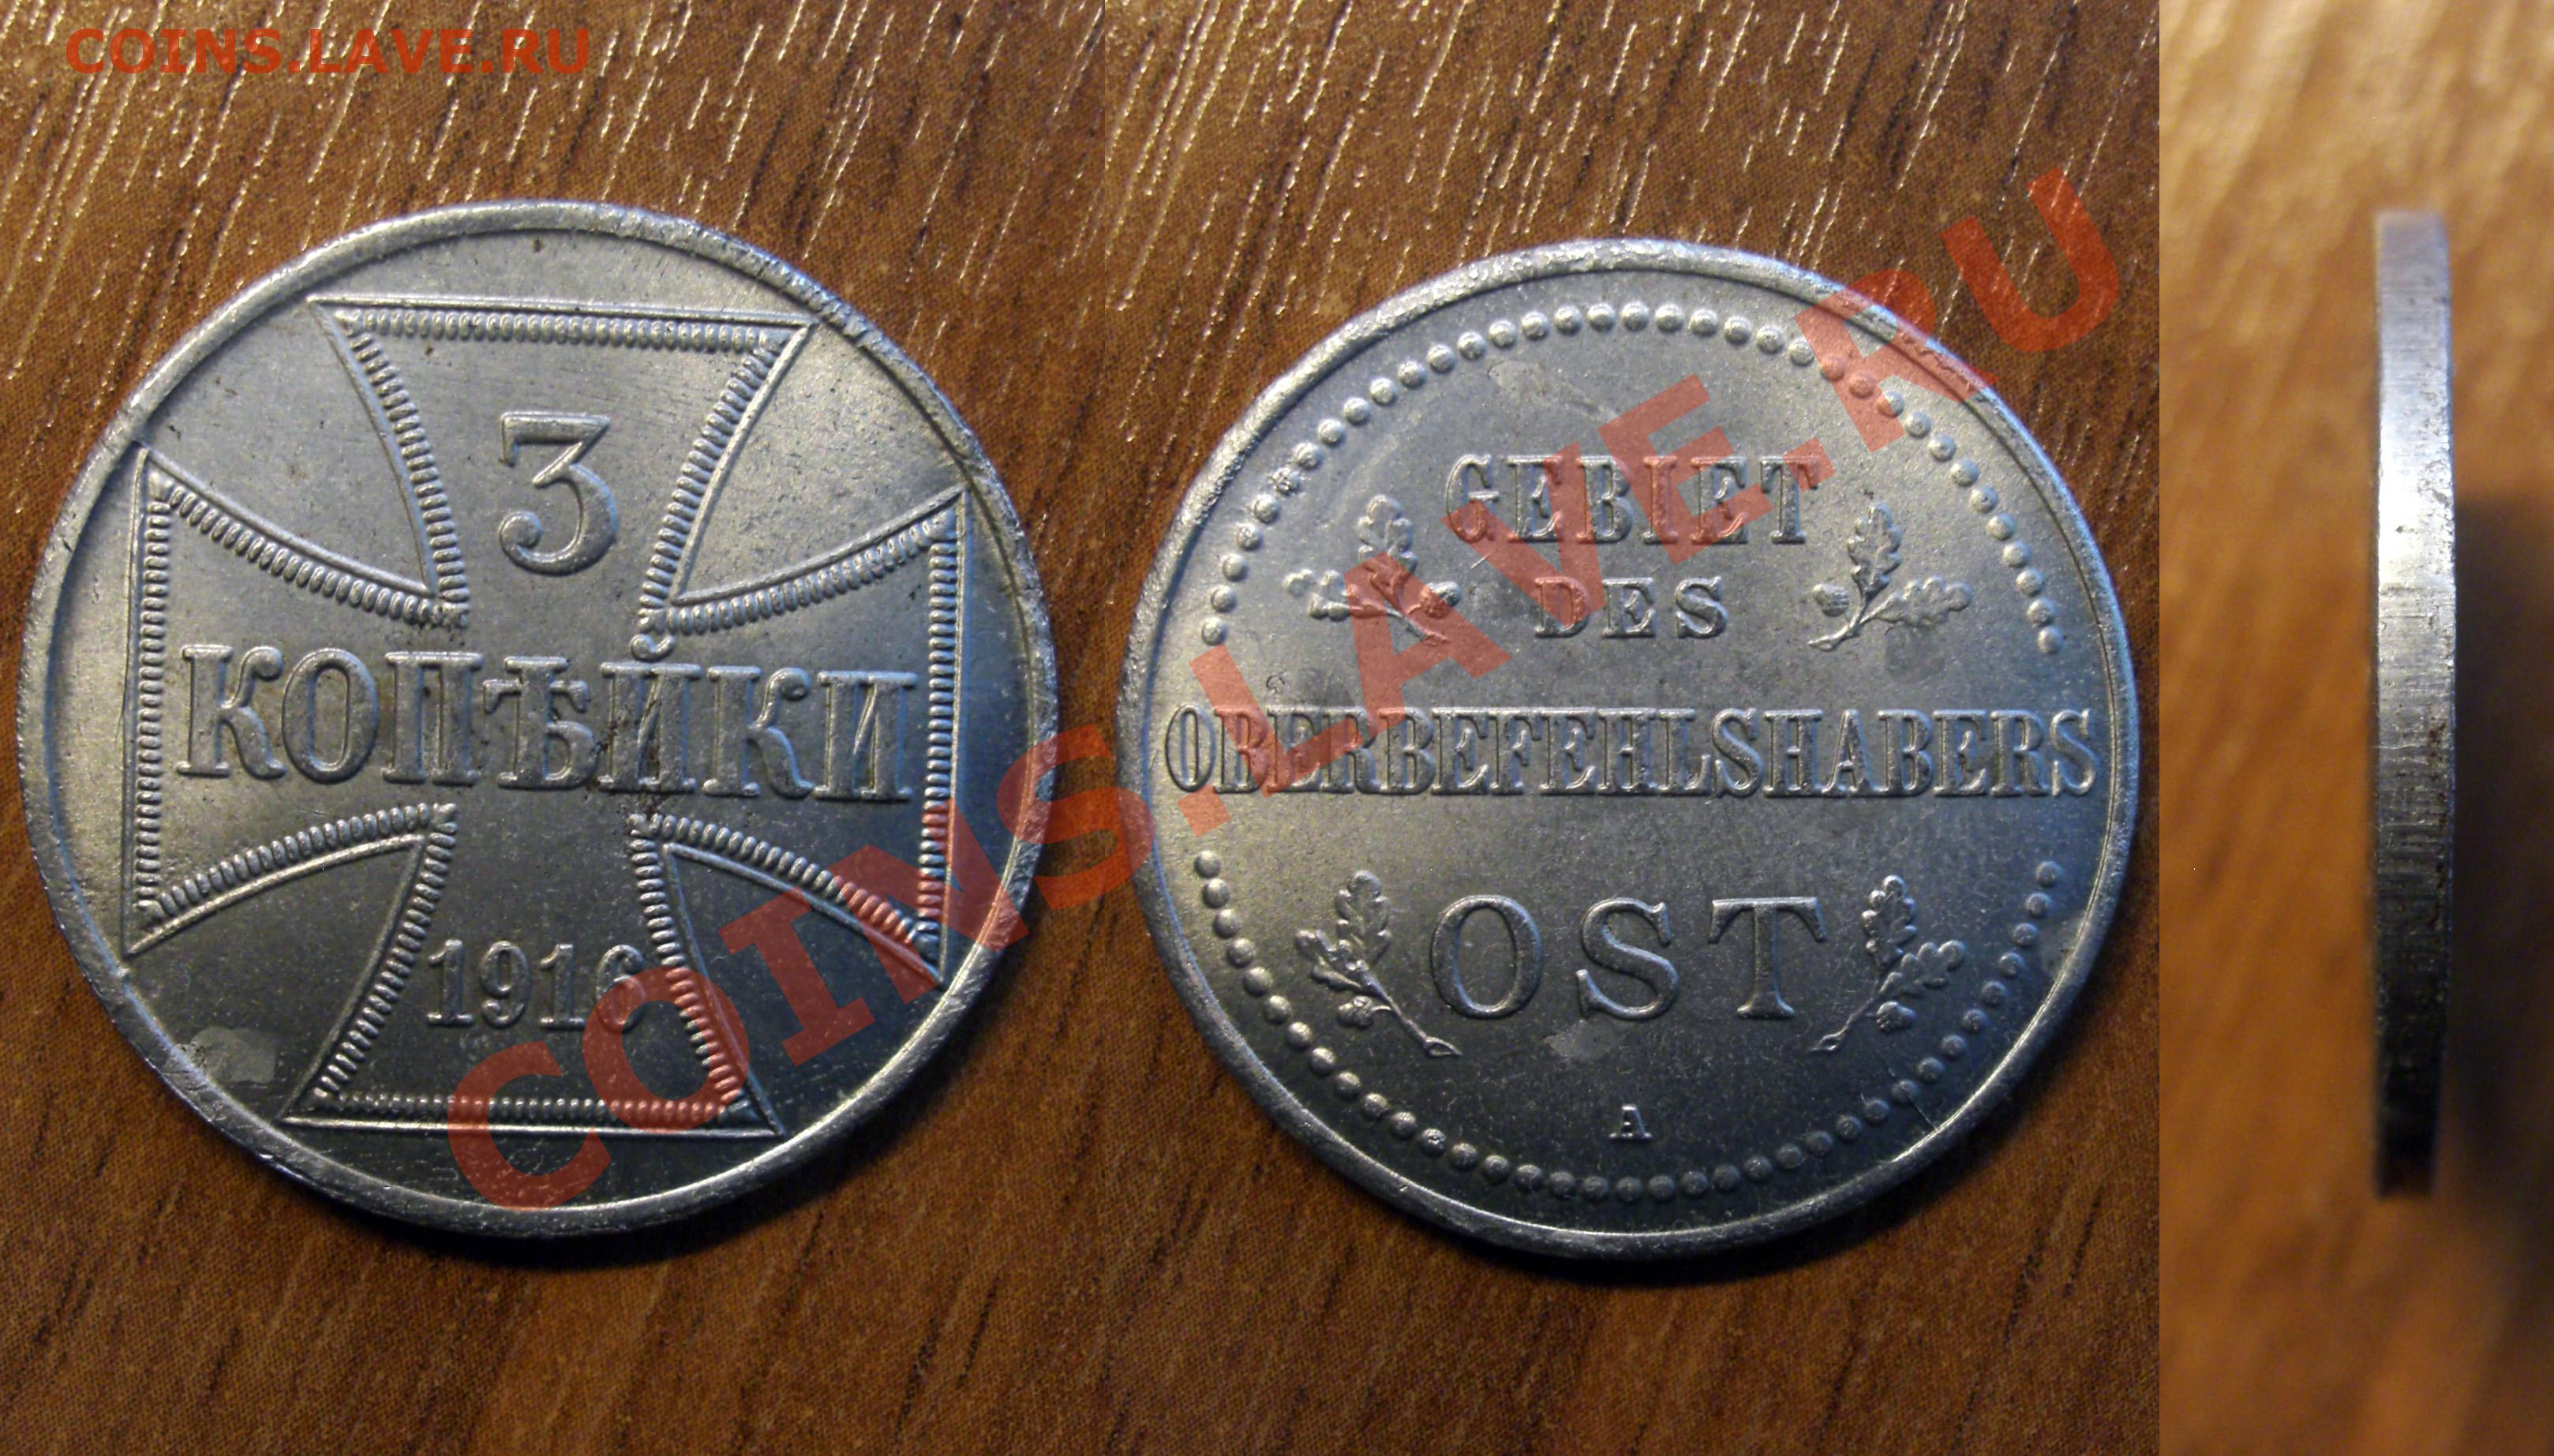 COINS.LAVE.RU
3
КОПѢЙКИ
1916
GEBIET
DES
OBERBEFEHLSHABERS
OST
A
COINS.LAVE.RU